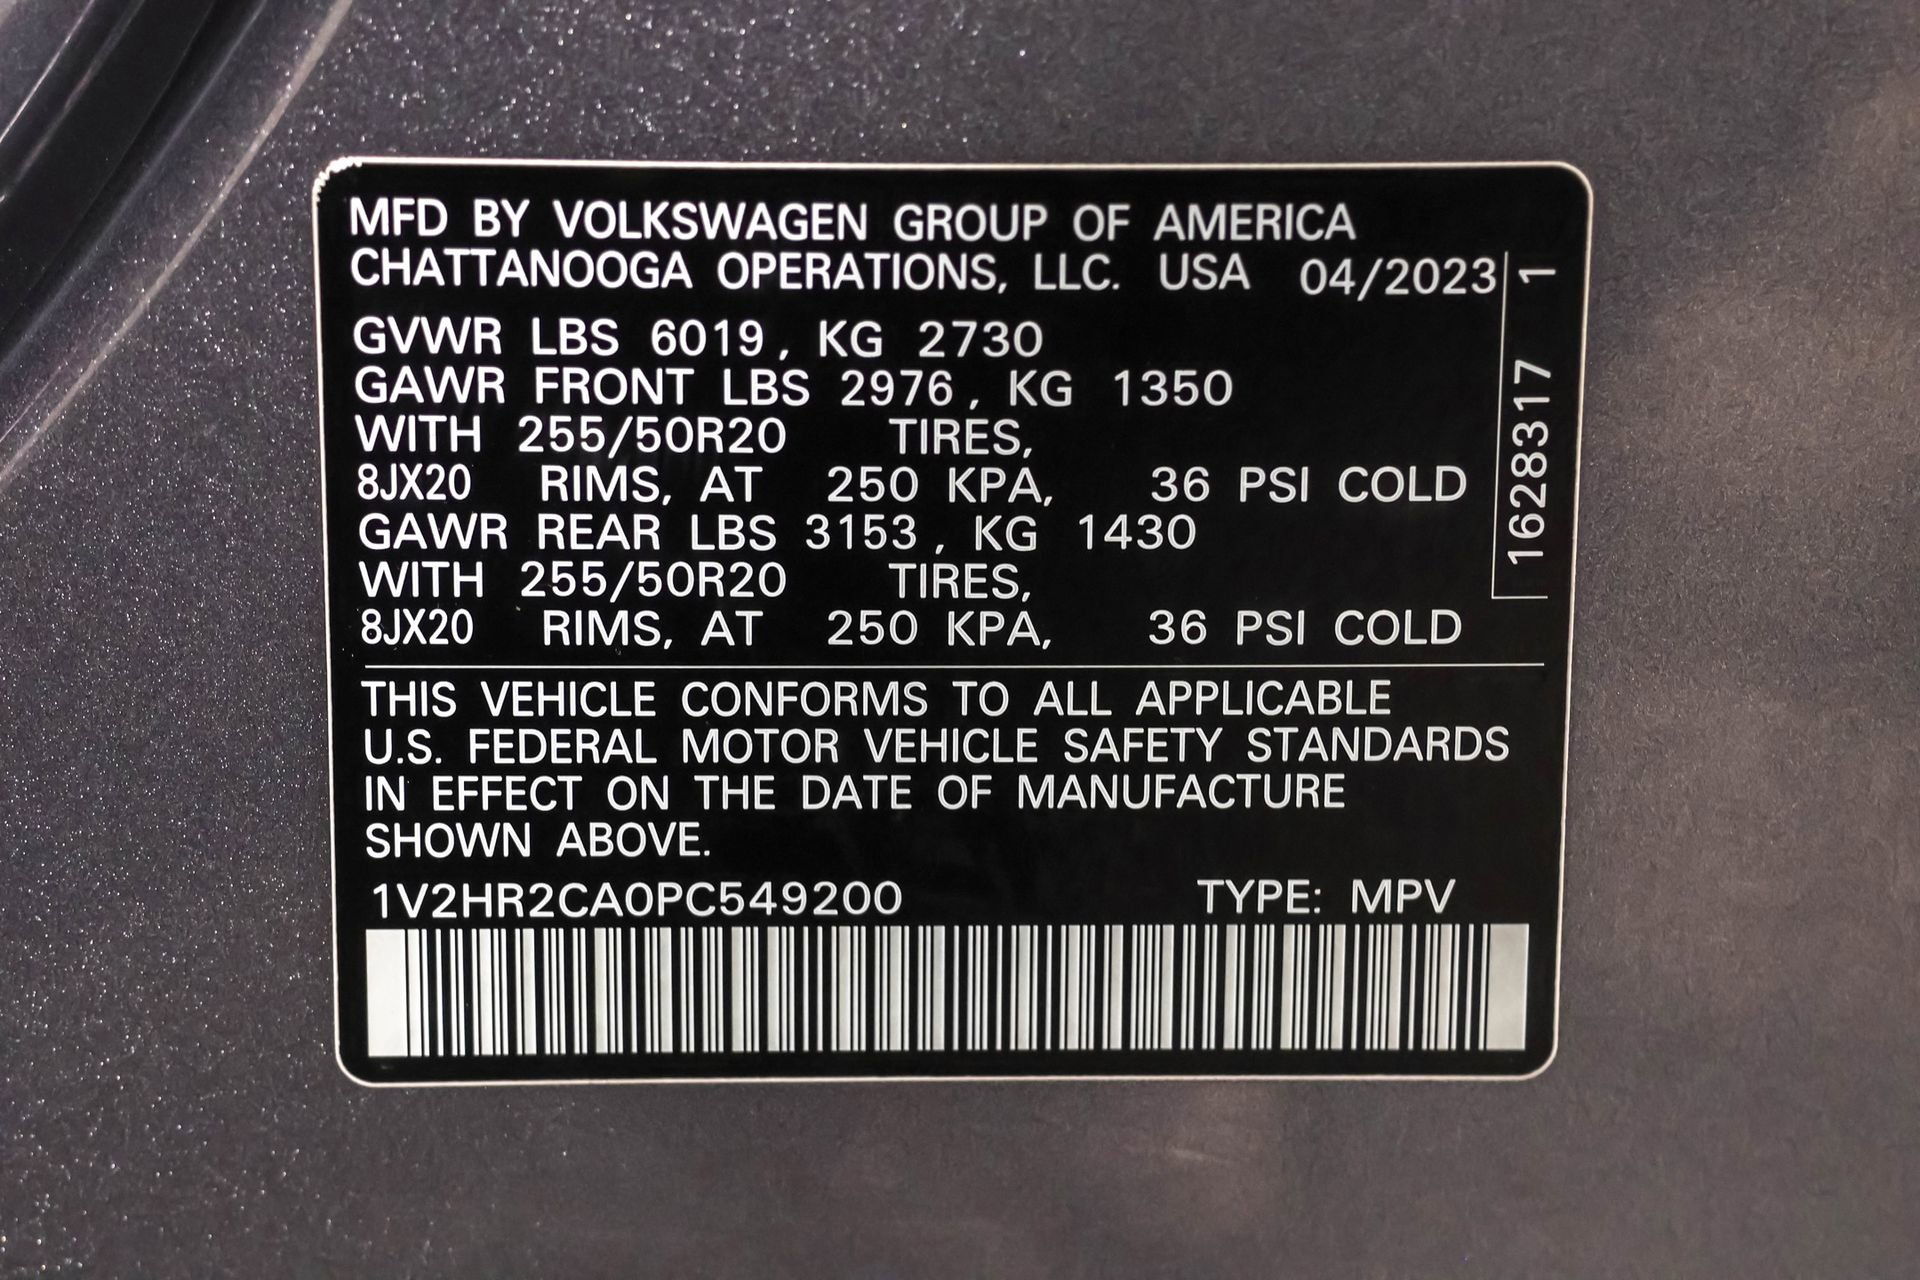 MFD BY VOLKSWAGEN GROUP OF AMERICA
CHATTANOOGA OPERATIONS, LLC. USA 04/2023
GVWR LBS 6019, KG 2730
GAWR FRONT LBS 2976, KG 1350
WITH 255/50R20 TIRES,
8JX20 RIMS, AT 250 KPA, 36 PSI COLD
GAWR REAR LBS 3153, KG 1430
WITH 255/50R20 TIRES,
8JX20 RIMS, AT 250 KPA, 36 PSI COLD
1628317 1
THIS VEHICLE CONFORMS TO ALL APPLICABLE
U.S. FEDERAL MOTOR VEHICLE SAFETY STANDARDS
IN EFFECT ON THE DATE OF MANUFACTURE
SHOWN ABOVE.
1V2HR2CA0PC549200 TYPE: MPV